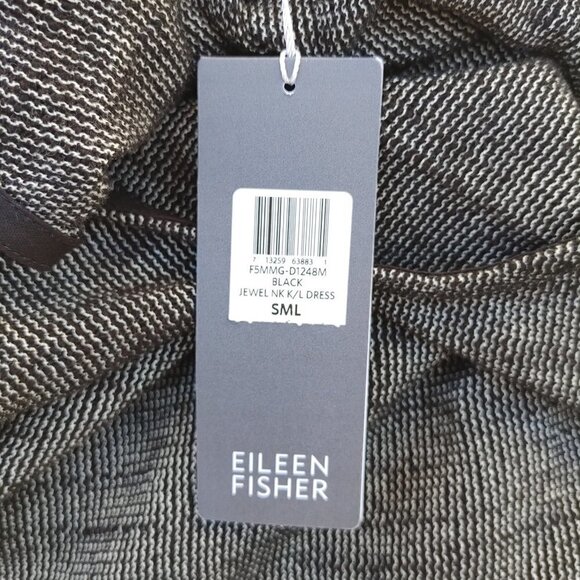 7 13259 63883 1
F5MMG-D1248M
BLACK
JEWEL NK K/L DRESS
SML
EILEEN
FISHER